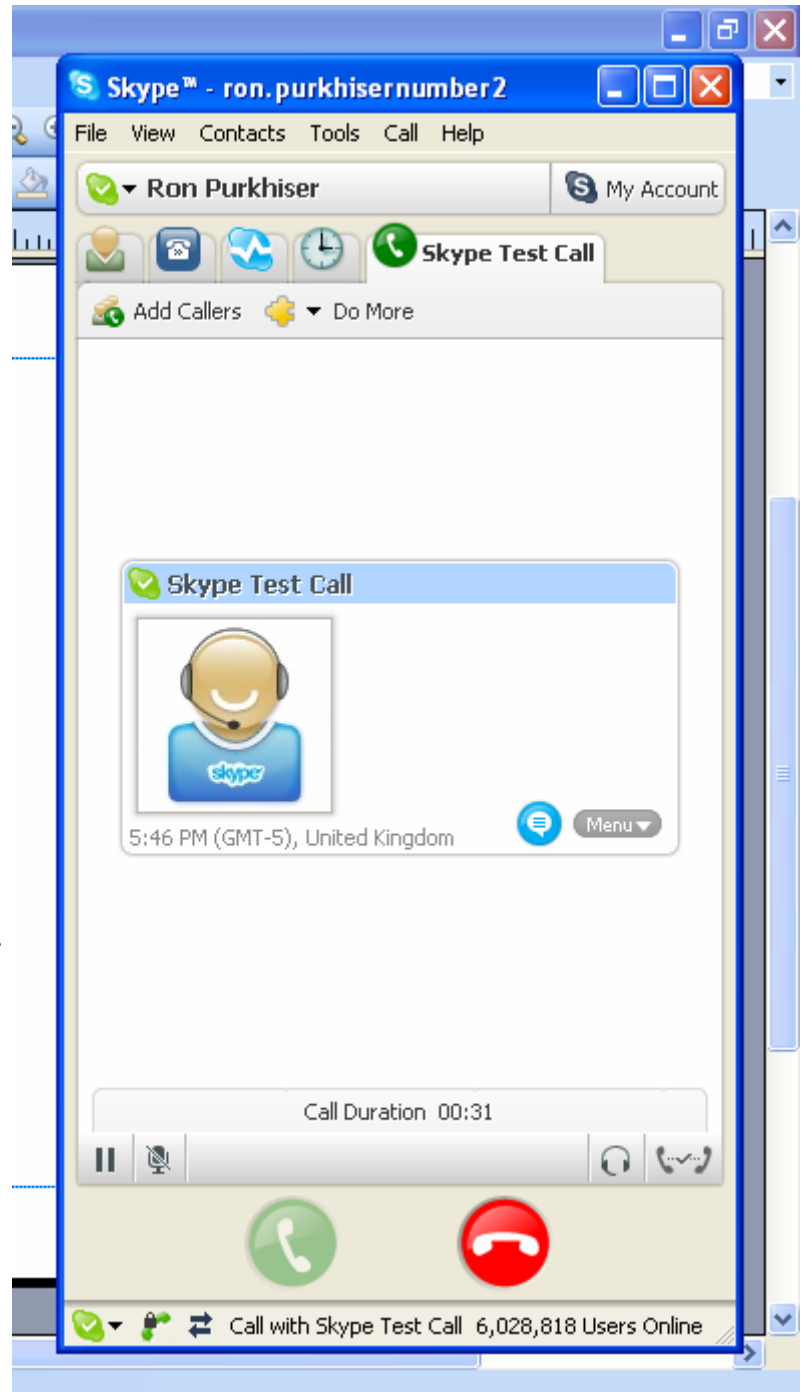 Skype™ - ron.purkhisernumber2
File View Contacts Tools Call Help
Ron Purkhiser My Account
Skype Test Call
Add Callers Do More
Skype Test Call
skype
5:46 PM (GMT-5), United Kingdom Menu
Call Duration 00:31
Call with Skype Test Call 6,028,818 Users Online